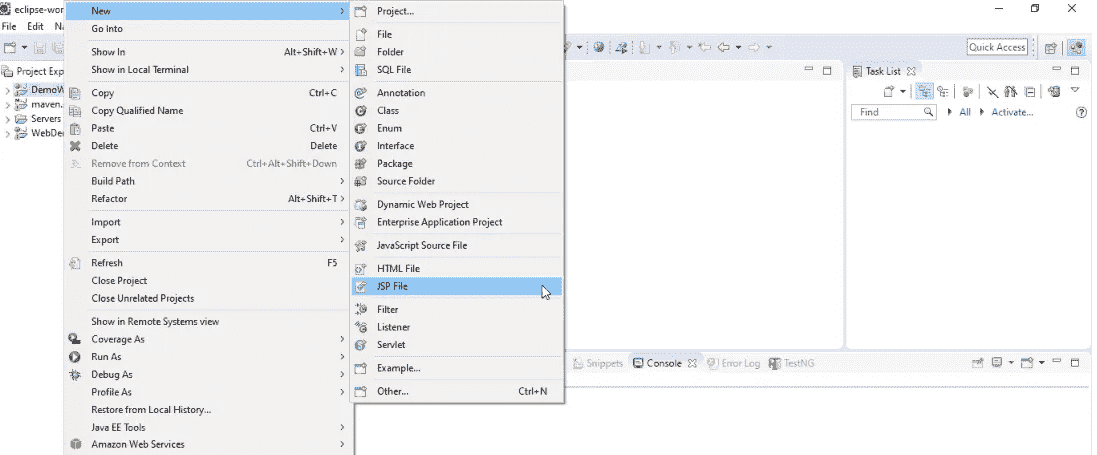 eclipse-wor
File Edit Na
Quick Access
Project Exp
DemoW
maven.
Servers
WebDe
New
Go Into
Show In Alt+Shift+W
Show in Local Terminal
Copy Ctrl+C
Copy Qualified Name
Paste Ctrl+V
Delete Delete
Remove from Context Ctrl+Alt+Shift+Down
Build Path
Refactor Alt+Shift+T
Import
Export
Refresh F5
Close Project
Close Unrelated Projects
Show in Remote Systems view
Coverage As
Run As
Debug As
Profile As
Restore from Local History...
Java EE Tools
Amazon Web Services
Project...
File
Folder
SQL File
Annotation
Class
Enum
Interface
Package
Source Folder
Dynamic Web Project
Enterprise Application Project
JavaScript Source File
HTML File
JSP File
Filter
Listener
Servlet
Example...
Other... Ctrl+N
Task List
Find All Activate...
Snippets Console Error Log TestNG